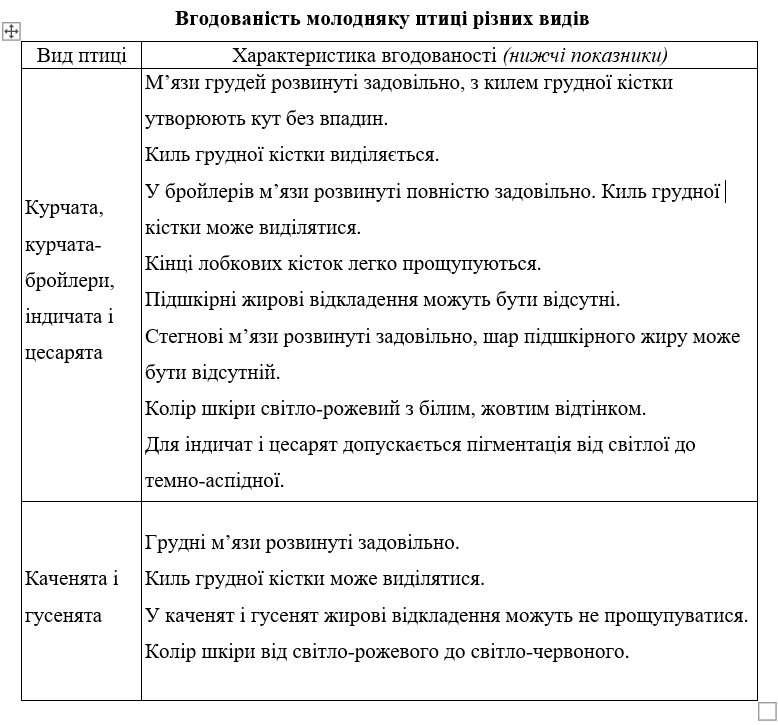 Вгодованість молодняку птиці різних видів
Вид птиці
Характеристика вгодованості (нижчі показники)
Курчата,
курчата-
бройлери,
індичата і
цесарята
М’язи грудей розвинуті задовільно, з килем грудної кістки
утворюють кут без впадин.
Киль грудної кістки виділяється.
У бройлерів м’язи розвинуті повністю задовільно. Киль грудної
кістки може виділятися.
Кінці лобкових кісток легко прощупуються.
Підшкірні жирові відкладення можуть бути відсутні.
Стегнові м’язи розвинуті задовільно, шар підшкірного жиру може
бути відсутній.
Колір шкіри світло-рожевий з білим, жовтим відтінком.
Для індичат і цесарят допускається пігментація від світлої до
темно-аспідної.
Каченята і
гусенята
Грудні м’язи розвинуті задовільно.
Киль грудної кістки може виділятися.
У каченят і гусенят жирові відкладення можуть не прощупуватися.
Колір шкіри від світло-рожевого до світло-червоного.